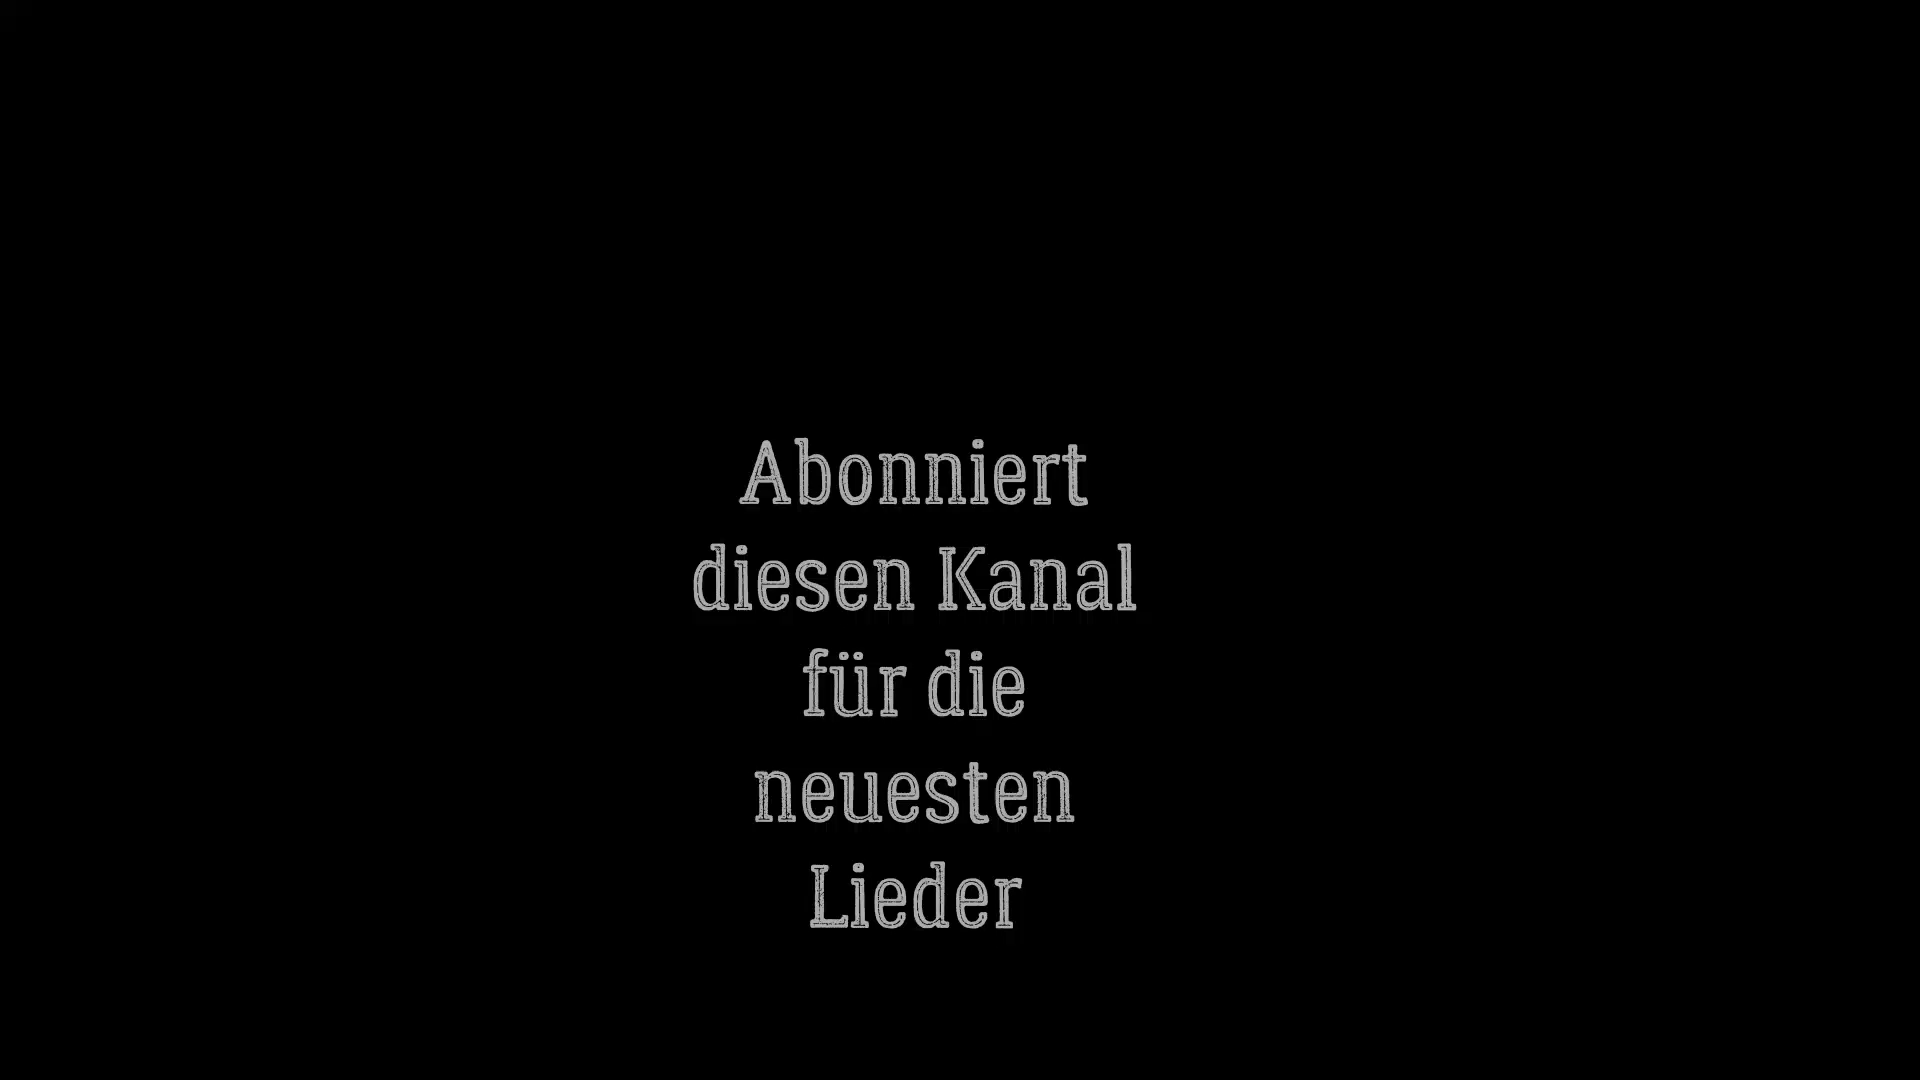 Abonniert
diesen Kanal
für die
neuesten
Lieder